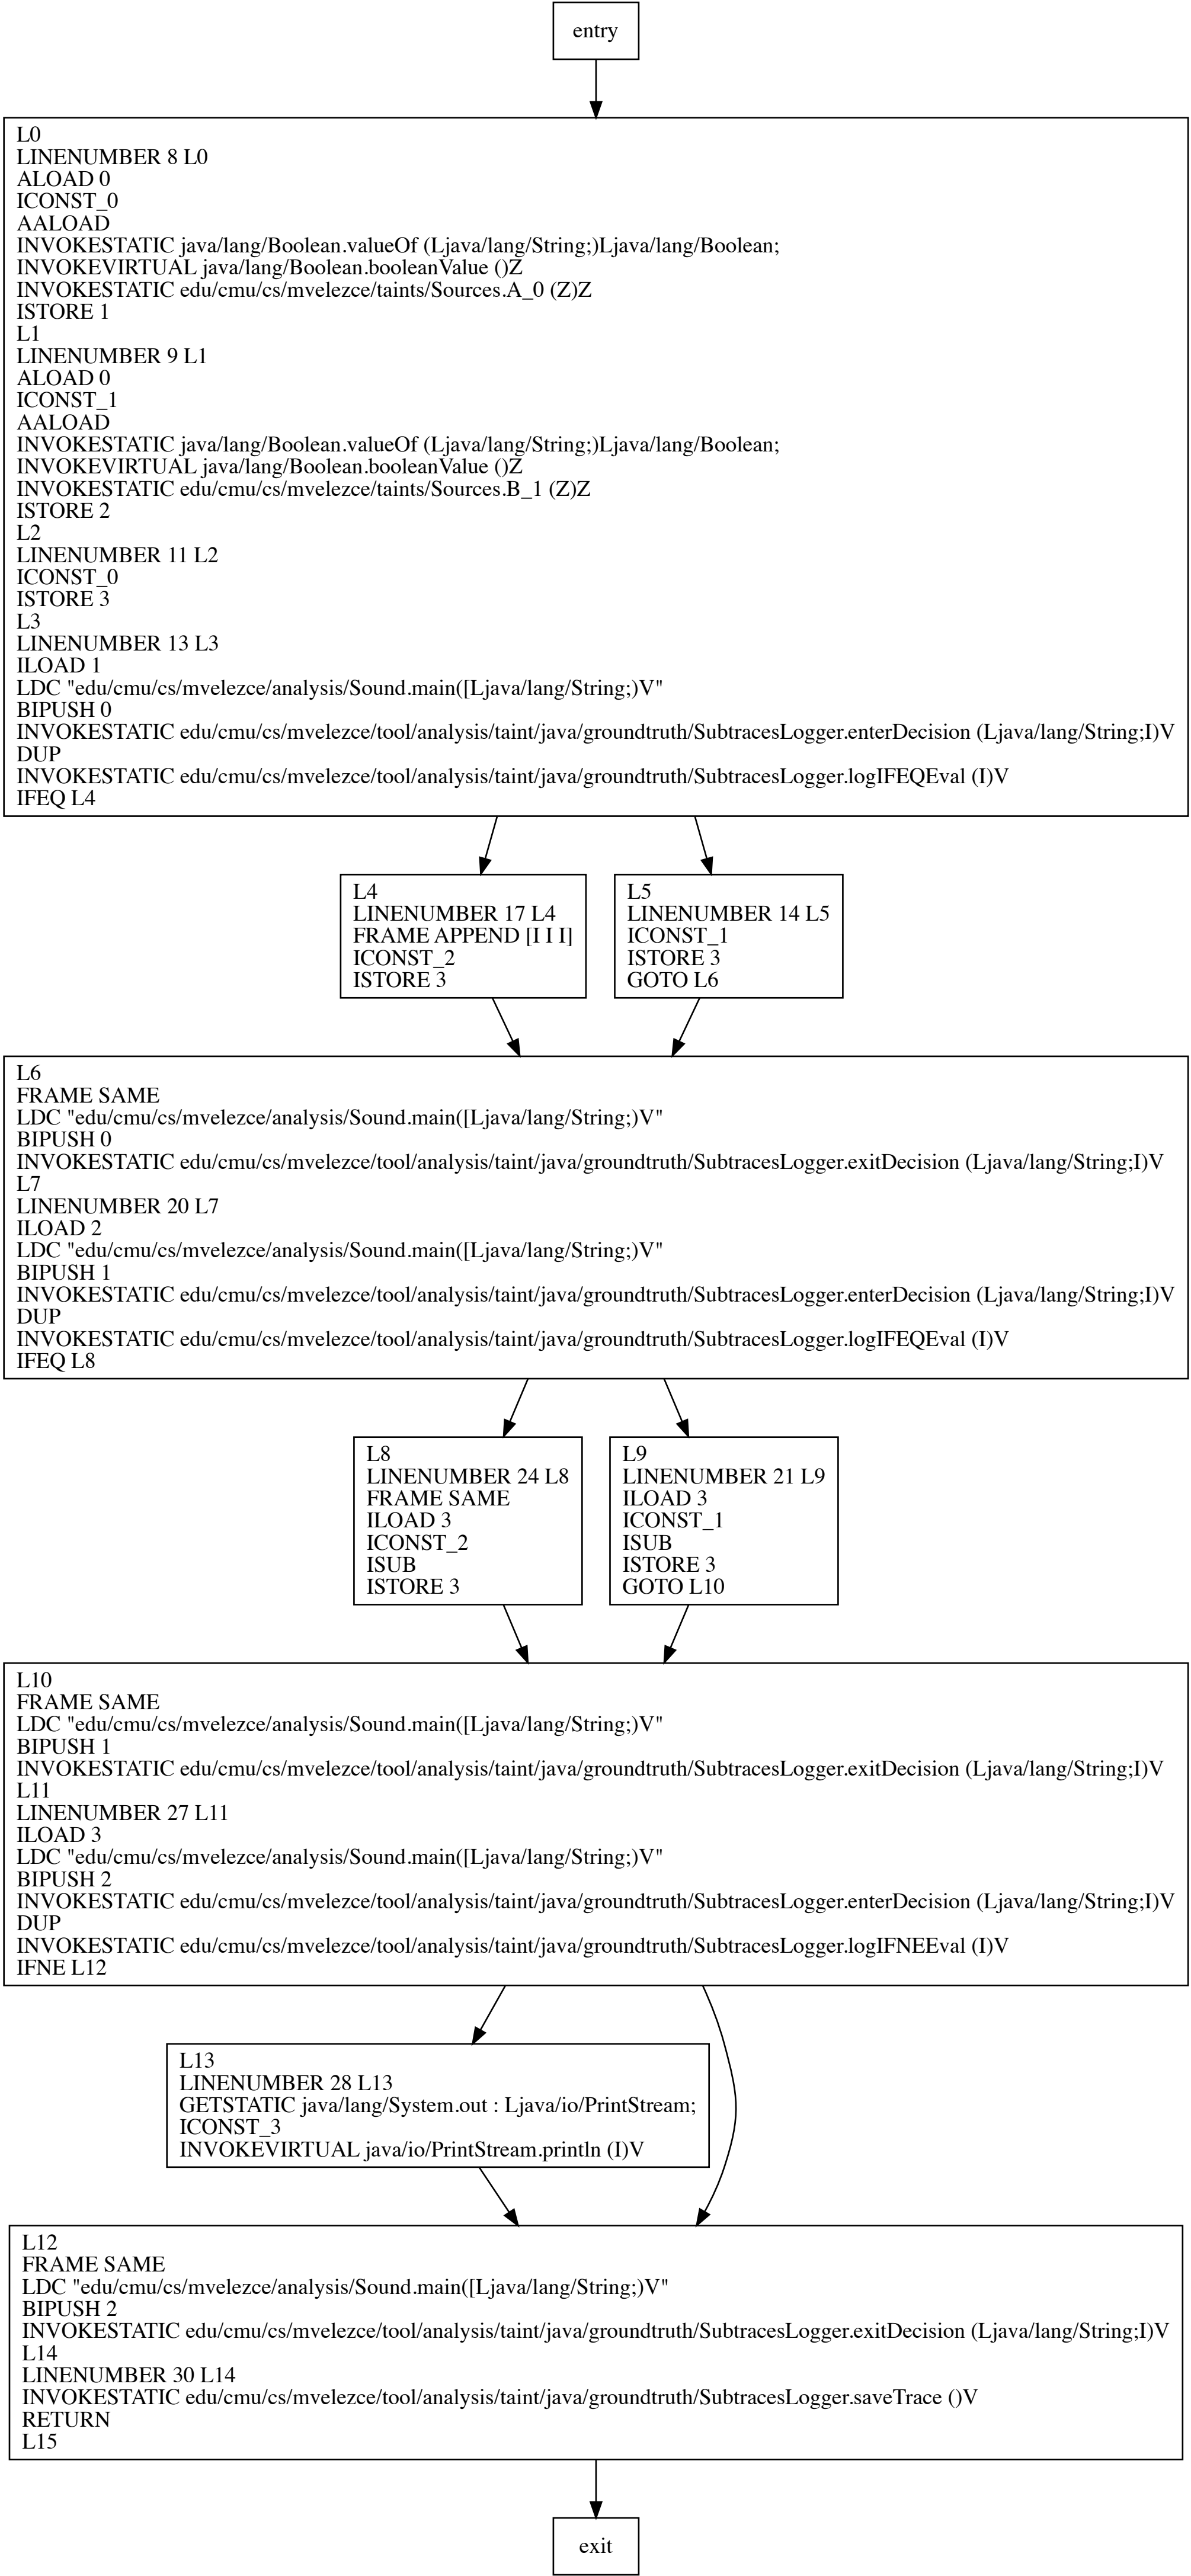 entry
L0
LINENUMBER 8 L0
ALOAD 0
ICONST_0
AALOAD
INVOKESTATIC java/lang/Boolean.valueOf (Ljava/lang/String;)Ljava/lang/Boolean;
INVOKEVIRTUAL java/lang/Boolean.booleanValue ()Z
INVOKESTATIC edu/cmu/cs/mvelezce/taints/Sources.A_0 (Z)Z
ISTORE 1
L1
LINENUMBER 9 L1
ALOAD 0
ICONST_1
AALOAD
INVOKESTATIC java/lang/Boolean.valueOf (Ljava/lang/String;)Ljava/lang/Boolean;
INVOKEVIRTUAL java/lang/Boolean.booleanValue ()Z
INVOKESTATIC edu/cmu/cs/mvelezce/taints/Sources.B_1 (Z)Z
ISTORE 2
L2
LINENUMBER 11 L2
ICONST_0
ISTORE 3
L3
LINENUMBER 13 L3
ILOAD 1
LDC "edu/cmu/cs/mvelezce/analysis/Sound.main([Ljava/lang/String;)V"
BIPUSH 0
INVOKESTATIC edu/cmu/cs/mvelezce/tool/analysis/taint/java/groundtruth/SubtracesLogger.enterDecision (Ljava/lang/String;I)V
DUP
INVOKESTATIC edu/cmu/cs/mvelezce/tool/analysis/taint/java/groundtruth/SubtracesLogger.logIFEQEval (I)V
IFEQ L4
L4
LINENUMBER 17 L4
FRAME APPEND [I I I]
ICONST_2
ISTORE 3
L5
LINENUMBER 14 L5
ICONST_1
ISTORE 3
GOTO L6
L6
FRAME SAME
LDC "edu/cmu/cs/mvelezce/analysis/Sound.main([Ljava/lang/String;)V"
BIPUSH 0
INVOKESTATIC edu/cmu/cs/mvelezce/tool/analysis/taint/java/groundtruth/SubtracesLogger.exitDecision (Ljava/lang/String;I)V
L7
LINENUMBER 20 L7
ILOAD 2
LDC "edu/cmu/cs/mvelezce/analysis/Sound.main([Ljava/lang/String;)V"
BIPUSH 1
INVOKESTATIC edu/cmu/cs/mvelezce/tool/analysis/taint/java/groundtruth/SubtracesLogger.enterDecision (Ljava/lang/String;I)V
DUP
INVOKESTATIC edu/cmu/cs/mvelezce/tool/analysis/taint/java/groundtruth/SubtracesLogger.logIFEQEval (I)V
IFEQ L8
L8
LINENUMBER 24 L8
FRAME SAME
ILOAD 3
ICONST_2
ISUB
ISTORE 3
L9
LINENUMBER 21 L9
ILOAD 3
ICONST_1
ISUB
ISTORE 3
GOTO L10
L10
FRAME SAME
LDC "edu/cmu/cs/mvelezce/analysis/Sound.main([Ljava/lang/String;)V"
BIPUSH 1
INVOKESTATIC edu/cmu/cs/mvelezce/tool/analysis/taint/java/groundtruth/SubtracesLogger.exitDecision (Ljava/lang/String;I)V
L11
LINENUMBER 27 L11
ILOAD 3
LDC "edu/cmu/cs/mvelezce/analysis/Sound.main([Ljava/lang/String;)V"
BIPUSH 2
INVOKESTATIC edu/cmu/cs/mvelezce/tool/analysis/taint/java/groundtruth/SubtracesLogger.enterDecision (Ljava/lang/String;I)V
DUP
INVOKESTATIC edu/cmu/cs/mvelezce/tool/analysis/taint/java/groundtruth/SubtracesLogger.logIFNEEval (I)V
IFNE L12
L13
LINENUMBER 28 L13
GETSTATIC java/lang/System.out : Ljava/io/PrintStream;
ICONST_3
INVOKEVIRTUAL java/io/PrintStream.println (I)V
L12
FRAME SAME
LDC "edu/cmu/cs/mvelezce/analysis/Sound.main([Ljava/lang/String;)V"
BIPUSH 2
INVOKESTATIC edu/cmu/cs/mvelezce/tool/analysis/taint/java/groundtruth/SubtracesLogger.exitDecision (Ljava/lang/String;I)V
L14
LINENUMBER 30 L14
INVOKESTATIC edu/cmu/cs/mvelezce/tool/analysis/taint/java/groundtruth/SubtracesLogger.saveTrace ()V
RETURN
L15
exit